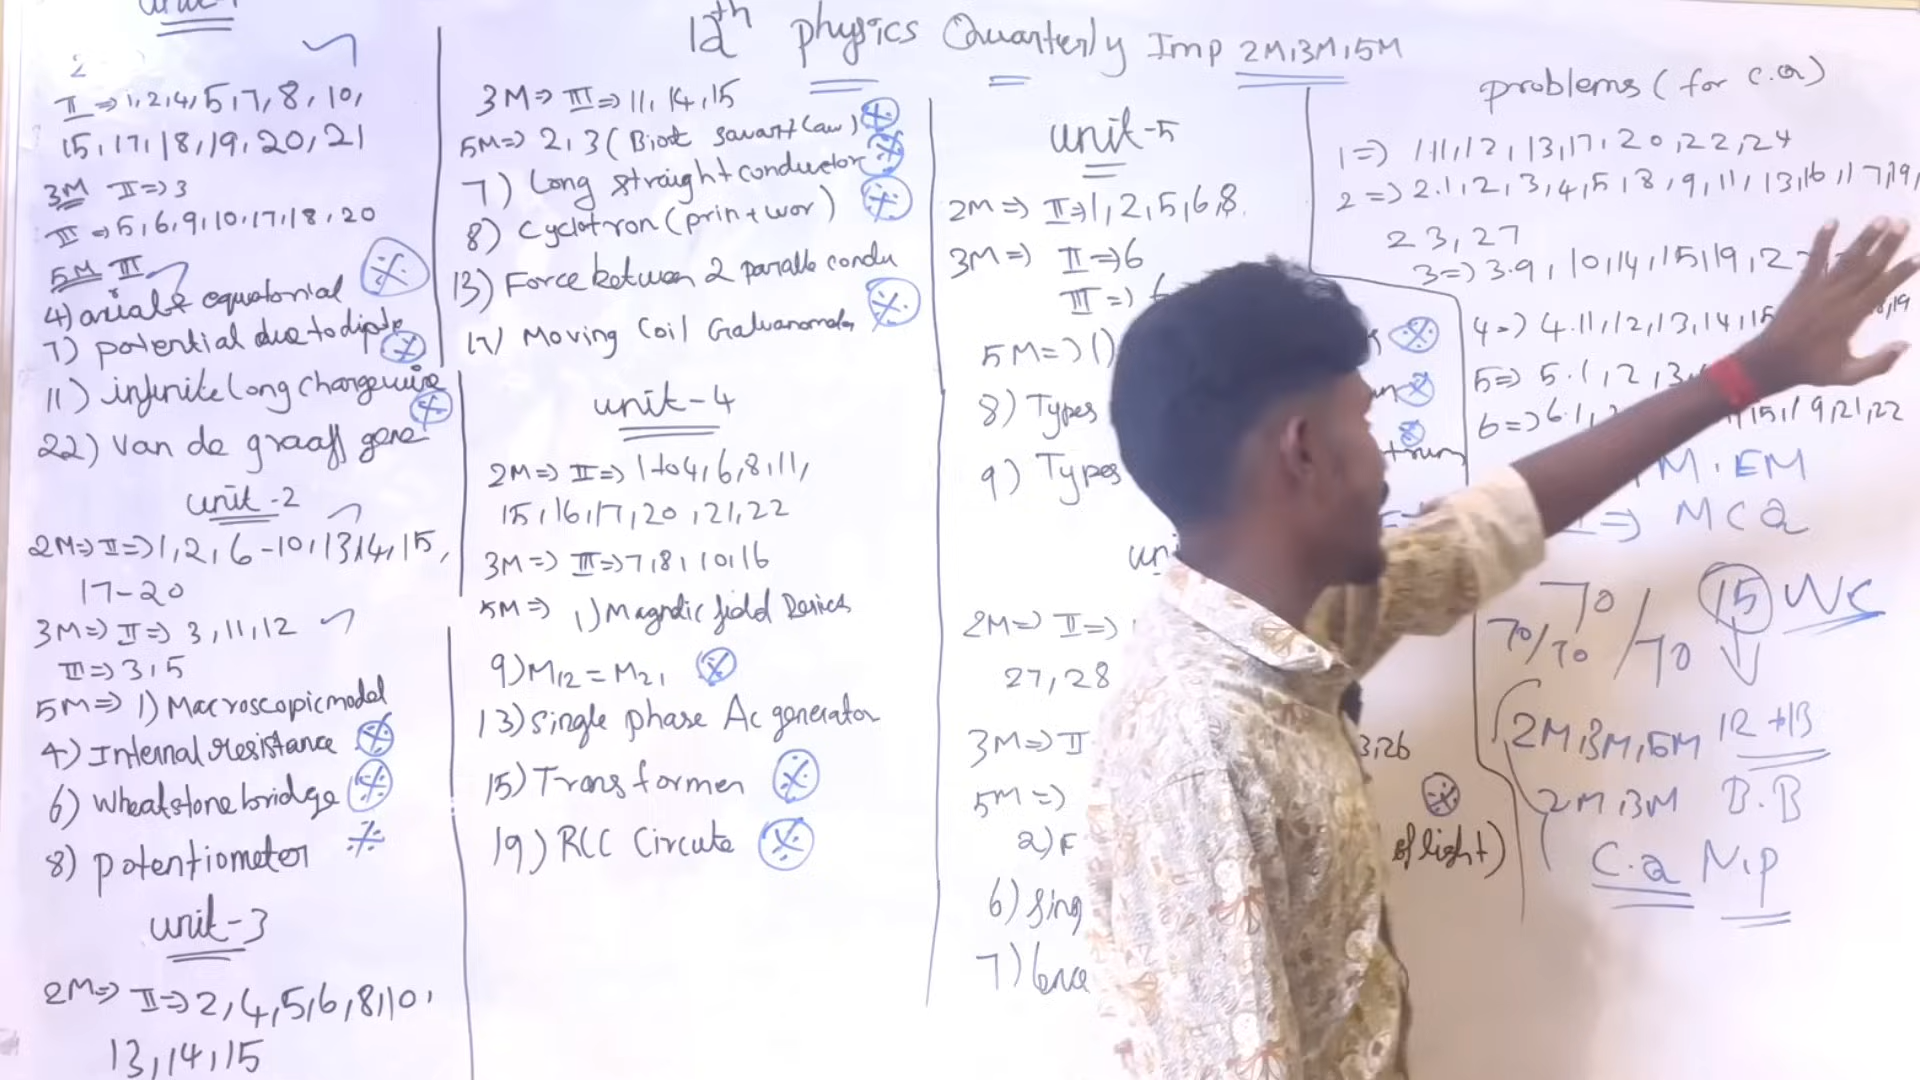 12th physics Quarterly Imp 2M,3M,5M
unit-1
2
II ⇒ 1,2,4,5,7,8,10,
15,17,18,19,20,21
3M II ⇒ 3
III ⇒ 5,6,9,10,17,18,20
5M III
4) axial & equatorial
7) potential due to dipole
11) infinite long charge wire
22) Van de graaff gene
unit-2
2M ⇒ II ⇒ 1,2,6-10,13,14,15,
17-20
3M ⇒ II ⇒ 3,11,12
III ⇒ 3,5
5M ⇒ 1) Macroscopic model
4) Internal resistance
6) Wheatstone bridge
8) potentiometer
unit-3
2M ⇒ II ⇒ 2,4,5,6,8,10,
13,14,15
3M ⇒ III ⇒ 11,14,15
5M ⇒ 2,3 (Biot Savart Law)
7) Long straight conductor
8) Cyclotron (prin + wor)
13) Force between 2 paralle condu
17) Moving Coil Galvanomete
unit-4
2M ⇒ II ⇒ 1 to 4,6,8,11,
15,16,17,20,21,22
3M ⇒ III ⇒ 7,8,10,16
5M ⇒ 1) Magnetic field
9) M12 = M21
13) Single phase Ac generator
15) Transformer
19) RLC Circute
unit-5
2M ⇒ II ⇒ 1,2,5,6,8
3M ⇒ II ⇒ 6
III ⇒
5M ⇒ 1)
8) Types
9) Types
2M ⇒ II ⇒
27,28
3M ⇒ II
5M ⇒
2) F
of light)
6) Sing
7)
problems (for C.Q)
1 ⇒ 1.11,12,13,17,20,22,24
2 ⇒ 2.1,2,3,4,5,8,9,11,13,16,17,19,
23,27
3 ⇒ 3.9,10,14,15,19,2
4 ⇒ 4.11,12,13,14,15
5 ⇒ 5.1,2,3
6 ⇒ 6.1,
15,19,21,22
M. EM
⇒ MCQ
70/70
70/70
15 WC
2M,3M,5M 12 + 13
2M,3M B.B
C.Q N.P